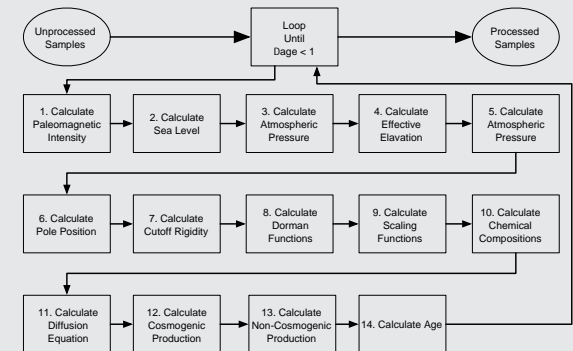 Unprocessed
Samples
Loop
Until
Dage < 1
Processed
Samples
1. Calculate
Paleomagnetic
Intensity
2. Calculate
Sea Level
3. Calculate
Atmospheric
Pressure
4. Calculate
Effective
Elavation
5. Calculate
Atmospheric
Pressure
6. Calculate
Pole Position
7. Calculate
Cutoff Rigidity
8. Calculate
Dorman
Functions
9. Calculate
Scaling
Functions
10. Calculate
Chemical
Compositions
11. Calculate
Diffusion
Equation
12. Calculate
Cosmogenic
Production
13. Calculate
Non-Cosmogenic
Production
14. Calculate Age